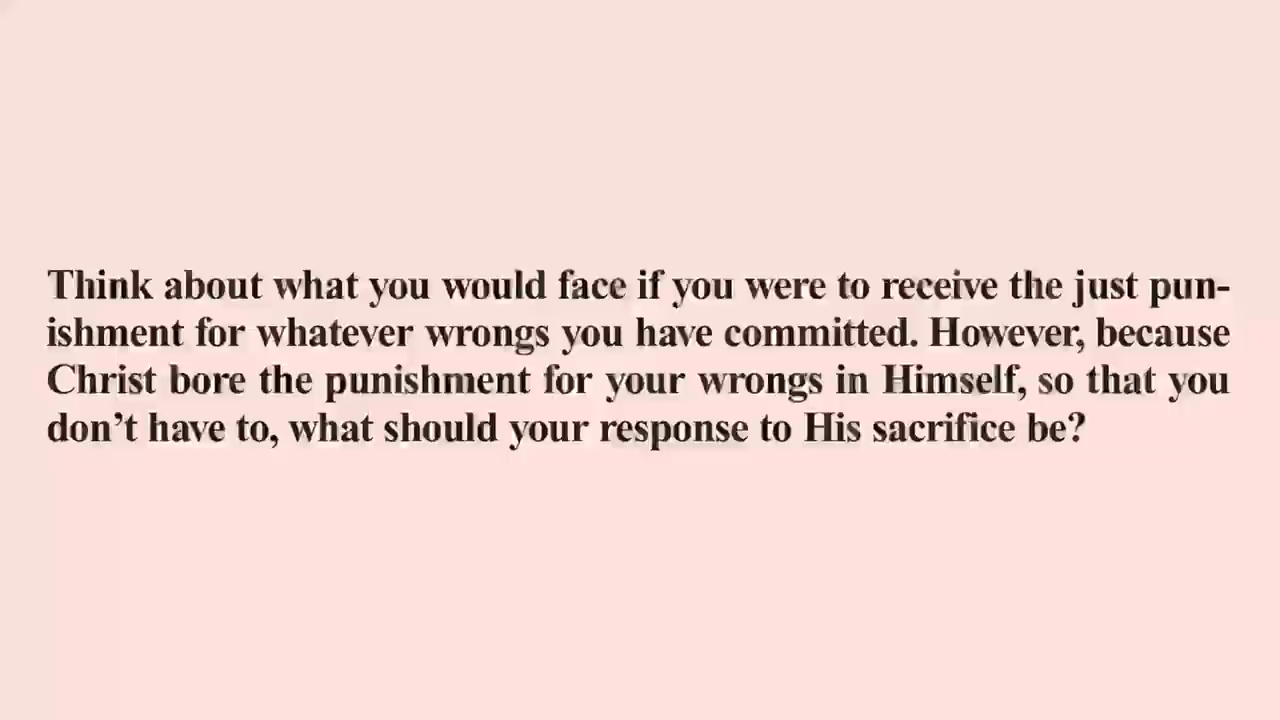 Think about what you would face if you were to receive the just pun-
ishment for whatever wrongs you have committed. However, because
Christ bore the punishment for your wrongs in Himself, so that you
don’t have to, what should your response to His sacrifice be?